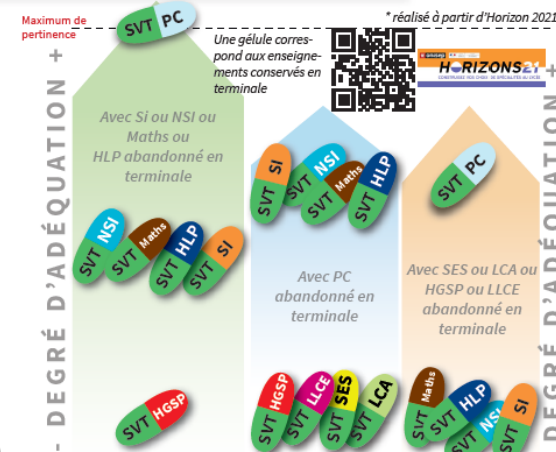 Maximum de
pertinence
SVT PC
* réalisé à partir d'Horizon 2021
Une gélule corres-
pond aux enseigne-
ments conservés en
terminale
HORIZONS21
- DEGRÉ D'ADÉQUATION +
Avec Si ou NSI ou
Maths ou
HLP abandonné en
terminale
SVT NSI
SVT Maths
SVT HLP
SVT SI
SVT HGSP
SVT SI
SVT NSI
SVT Maths
SVT HLP
Avec PC
abandonné en
terminale
SVT HGSP
SVT LLCE
SVT SES
SVT LCA
SVT PC
Avec SES ou LCA ou
HGSP ou LLCE
abandonné en
terminale
SVT Maths
SVT HLP
SVT NSI
SVT SI
DEGRÉ D'ADÉQUATION +